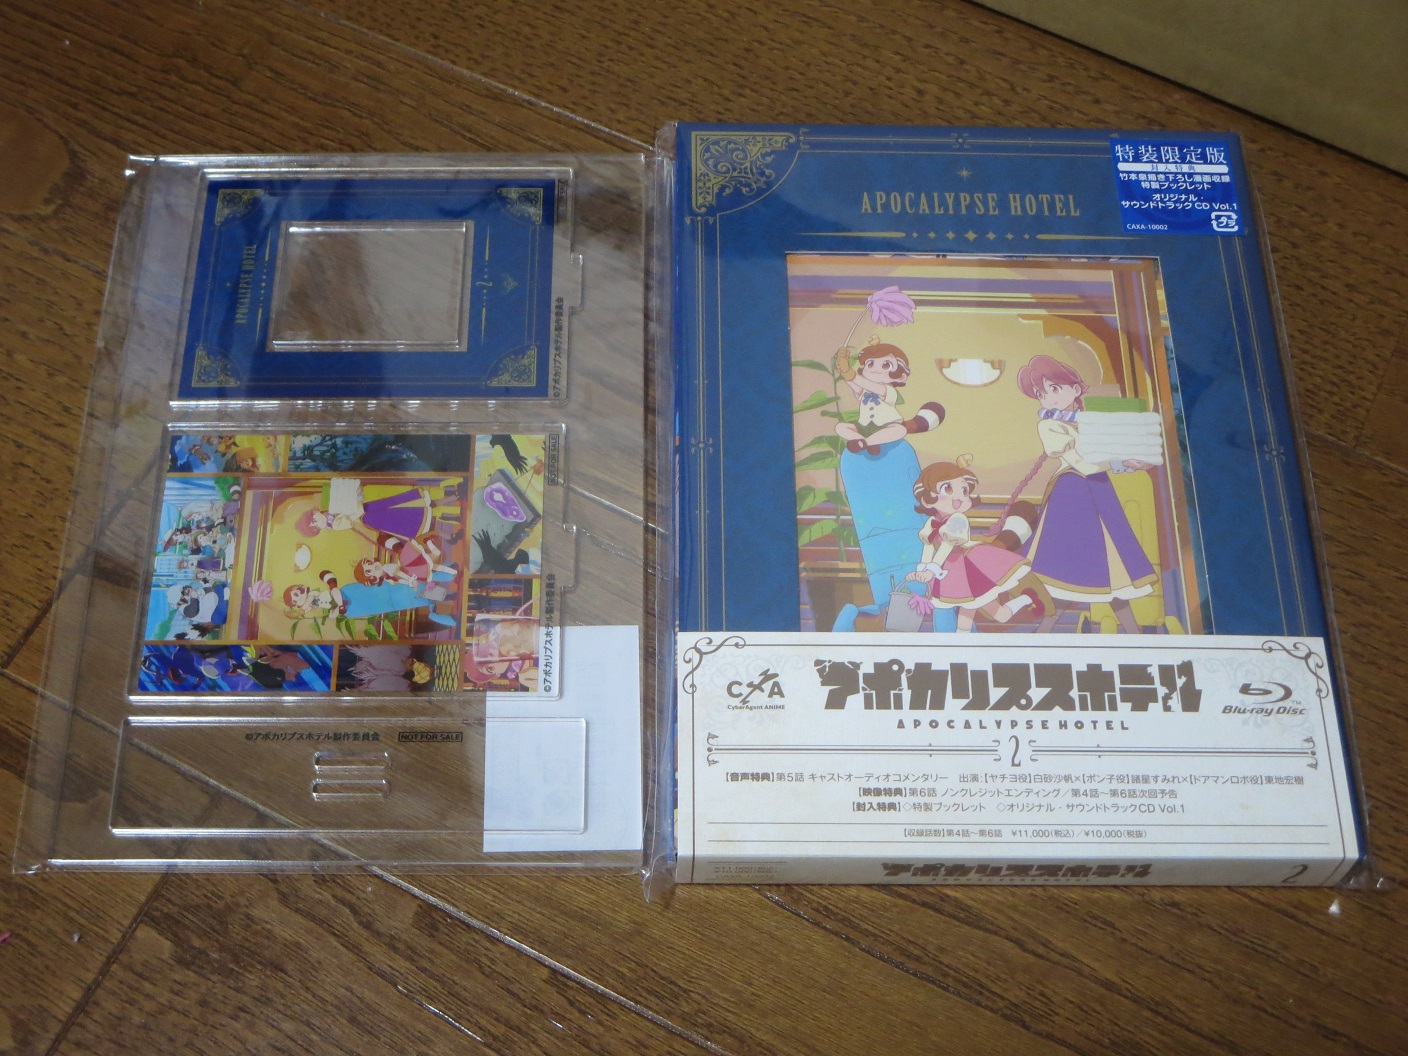 APOCALYPSE HOTEL
2
©アポカリプスホテル製作委員会
NOT FOR SALE
©アポカリプスホテル製作委員会
©アポカリプスホテル製作委員会
NOT FOR SALE
APOCALYPSE HOTEL
特装限定版
封入特典
竹本泉描き下ろし漫画収録
特製ブックレット
オリジナル・
サウンドトラック CD Vol.1
プラ
CAXA-10002
CXA
CyberAgent ANIME
アポカリプスホテル
APOCALYPSE HOTEL
Blu-ray Disc
TM
2
【音声特典】第5話 キャストオーディオコメンタリー 出演:【ヤチヨ役】白砂沙帆×【ポン子役】諸星すみれ×【ドアマンロボ役】東地宏樹
【映像特典】第6話 ノンクレジットエンディング／第4話～第6話次回予告
【封入特典】◇特製ブックレット ◇オリジナル・サウンドトラックCD Vol.1
【収録話数】第4話～第6話 ¥11,000(税込)／¥10,000(税抜)
アポカリプスホテル
2